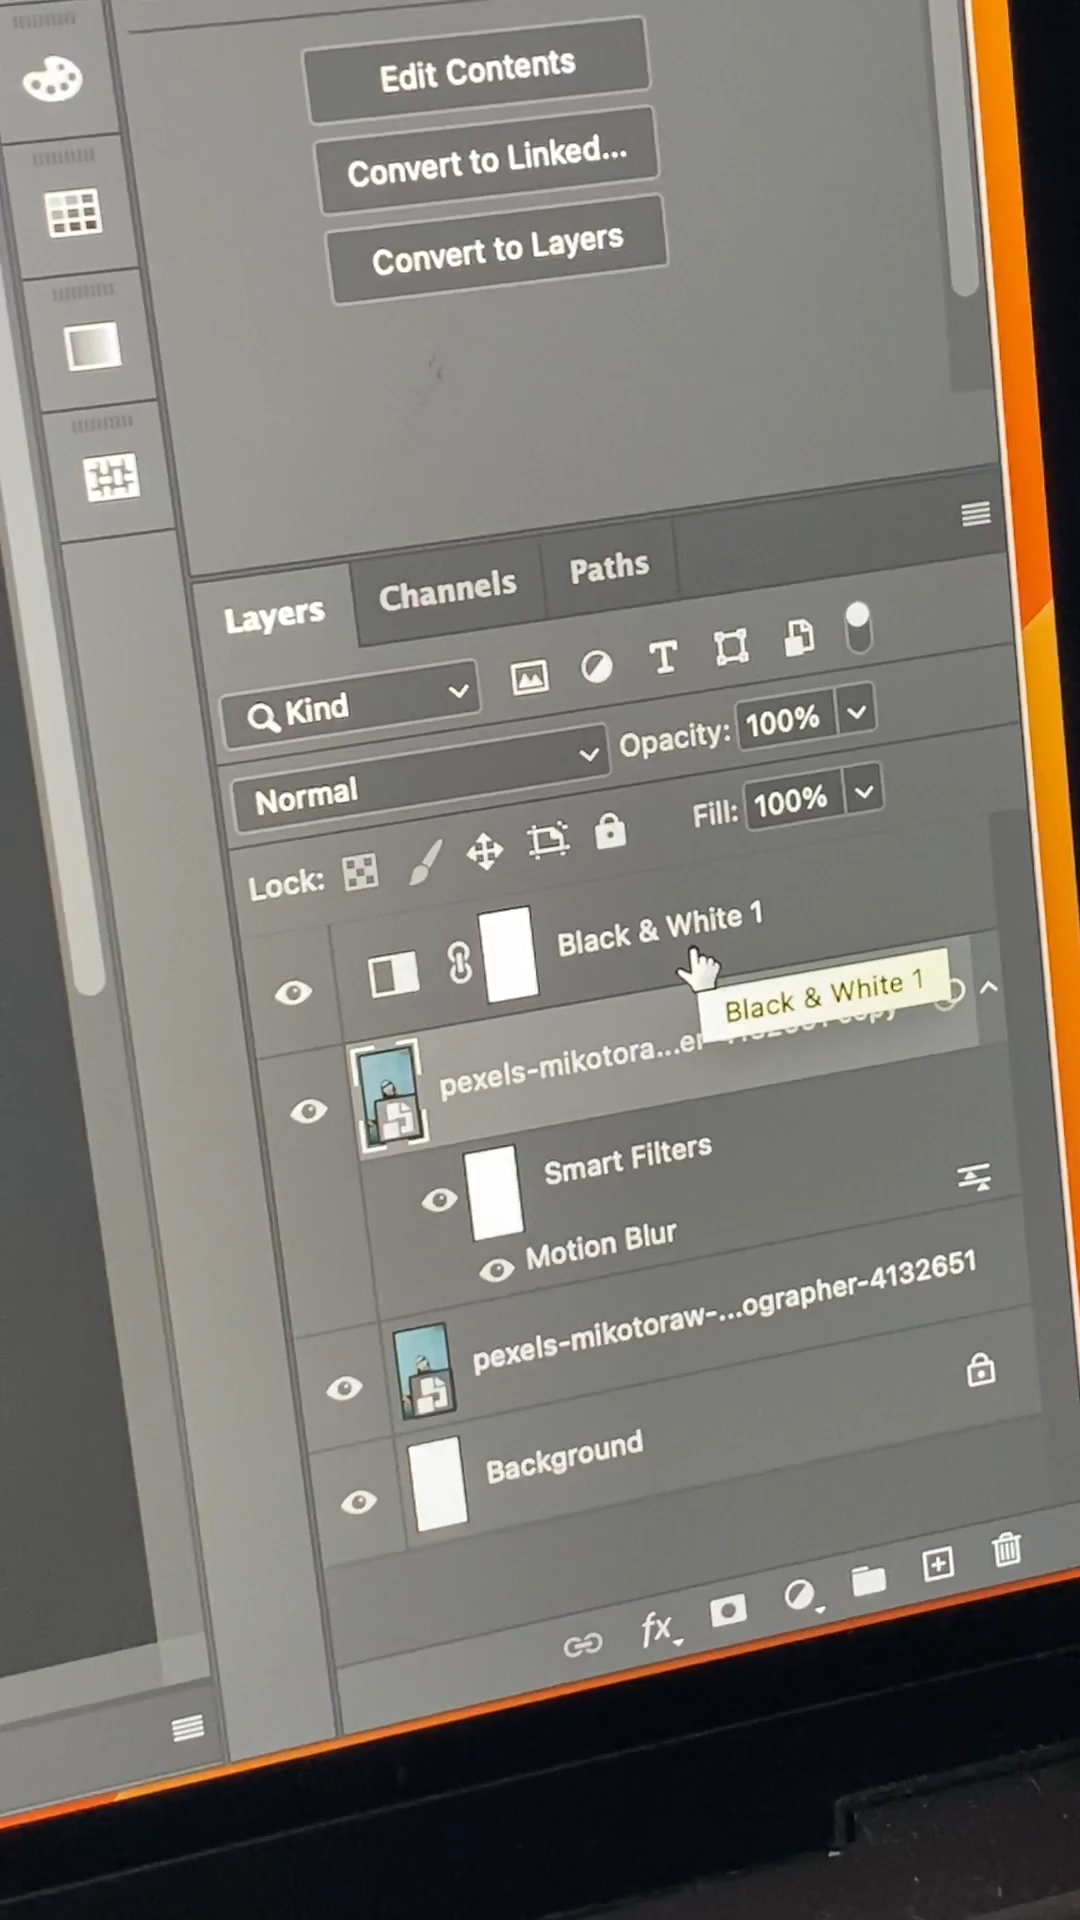 Edit Contents
Convert to Linked...
Convert to Layers
Layers
Channels
Paths
Kind
T
Normal
Opacity: 100%
Lock:
Fill: 100%
Black & White 1
Black & White 1
pexels-mikotora...er copy
Smart Filters
Motion Blur
pexels-mikotoraw-...ographer-4132651
Background
fx